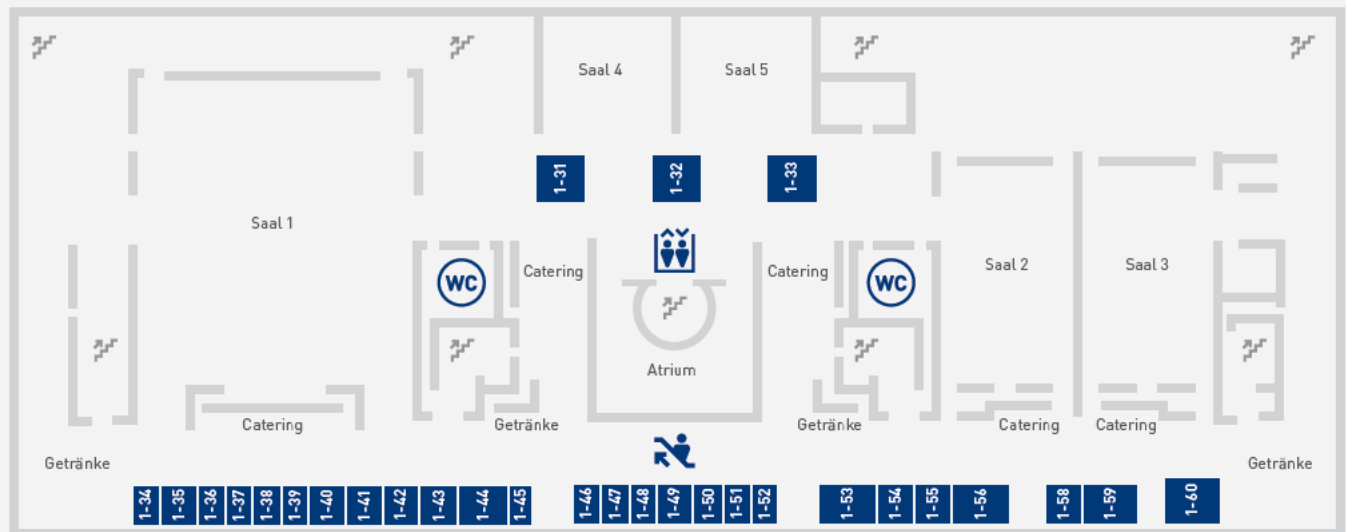 Saal 4
Saal 5
1-31
1-32
1-33
Saal 1
Saal 2
Saal 3
WC
Catering
Catering
WC
Atrium
Catering
Getränke
Getränke
Catering
Catering
Getränke
Getränke
1-34
1-35
1-36
1-37
1-38
1-39
1-40
1-41
1-42
1-43
1-44
1-45
1-46
1-47
1-48
1-49
1-50
1-51
1-52
1-53
1-54
1-55
1-56
1-58
1-59
1-60